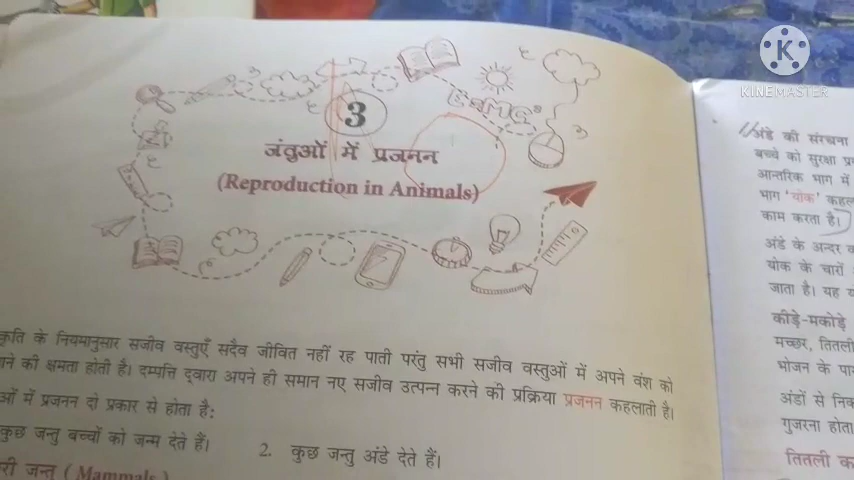 3
जंतुओं में प्रजनन
(Reproduction in Animals)
के नियमानुसार सजीव वस्तुएँ सदैव जीवित नहीं रह पाती परंतु सभी सजीव वस्तुओं में अपने वंश को
की क्षमता होती है। दम्पत्ति द्वारा अपने ही समान नए सजीव उत्पन्न करने की प्रक्रिया प्रजनन कहलाती है।
में प्रजनन दो प्रकार से होता है:
कुछ जन्तु बच्चों को जन्म देते हैं।
2. कुछ जन्तु अंडे देते हैं।
जन्तु (Mammals)
अंडे की संरचना
बच्चे को सुरक्षा
आन्तरिक भाग में
भाग 'योक'
काम करता है।
अंडे के अन्दर
योक के चारों
जाता है। यह
कीड़े-मकोड़े
मच्छर,
भोजन के
अंडों से
गुजरना होता
तितली
K
KINEMASTER